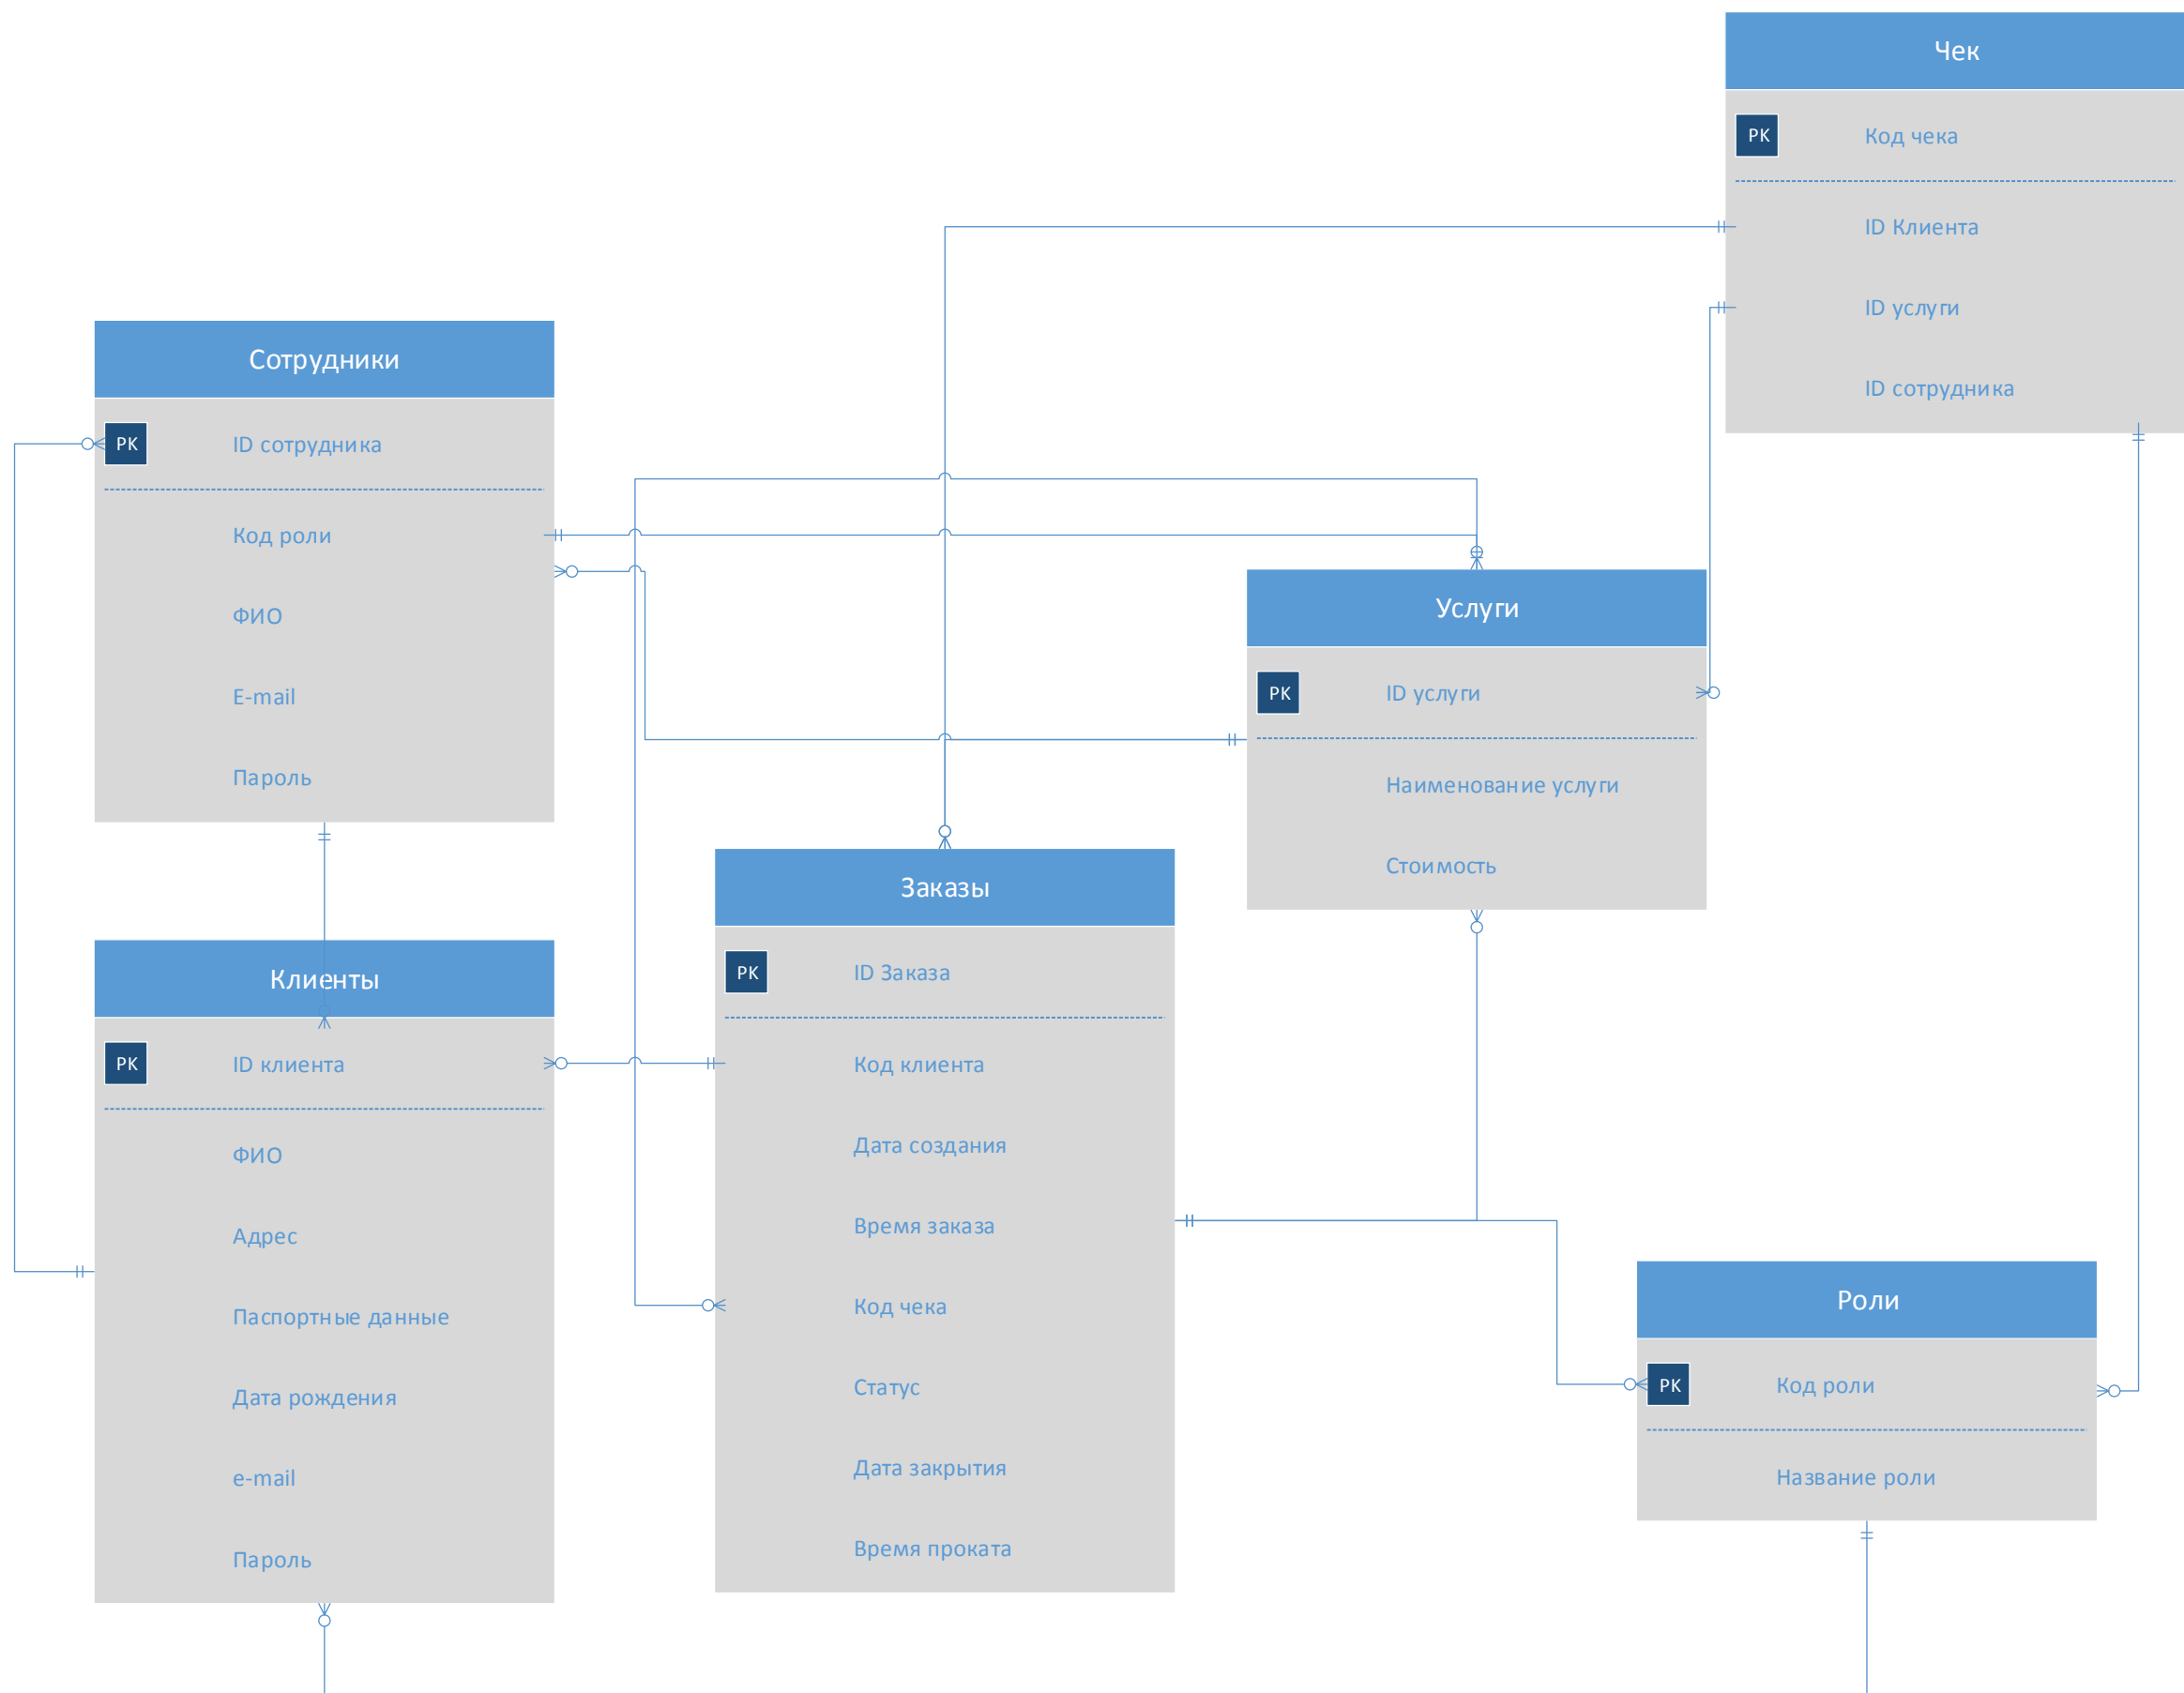 Чек
PK
Код чека
ID Клиента
ID услуги
ID сотрудника
Сотрудники
PK
ID сотрудника
Код роли
ФИО
E-mail
Пароль
Услуги
PK
ID услуги
Наименование услуги
Стоимость
Заказы
PK
ID Заказа
Код клиента
Дата создания
Время заказа
Код чека
Статус
Дата закрытия
Время проката
Клиенты
PK
ID клиента
ФИО
Адрес
Паспортные данные
Дата рождения
e-mail
Пароль
Роли
PK
Код роли
Название роли